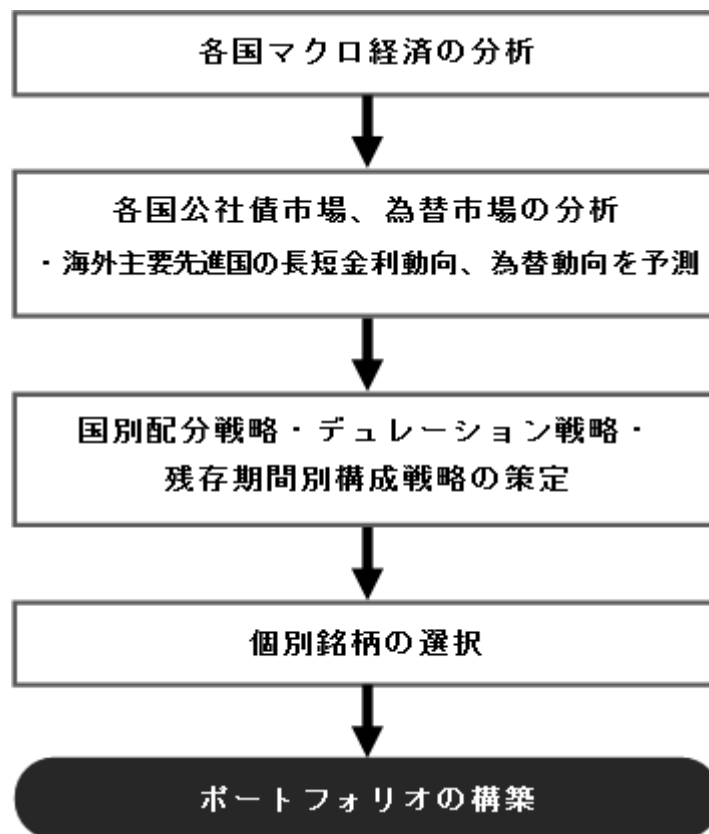 各国マクロ経済の分析
各国公社債市場、為替市場の分析
・海外主要先進国の長短金利動向、為替動向を予測
国別配分戦略・デュレーション戦略・
残存期間別構成戦略の策定
個別銘柄の選択
ポートフォリオの構築